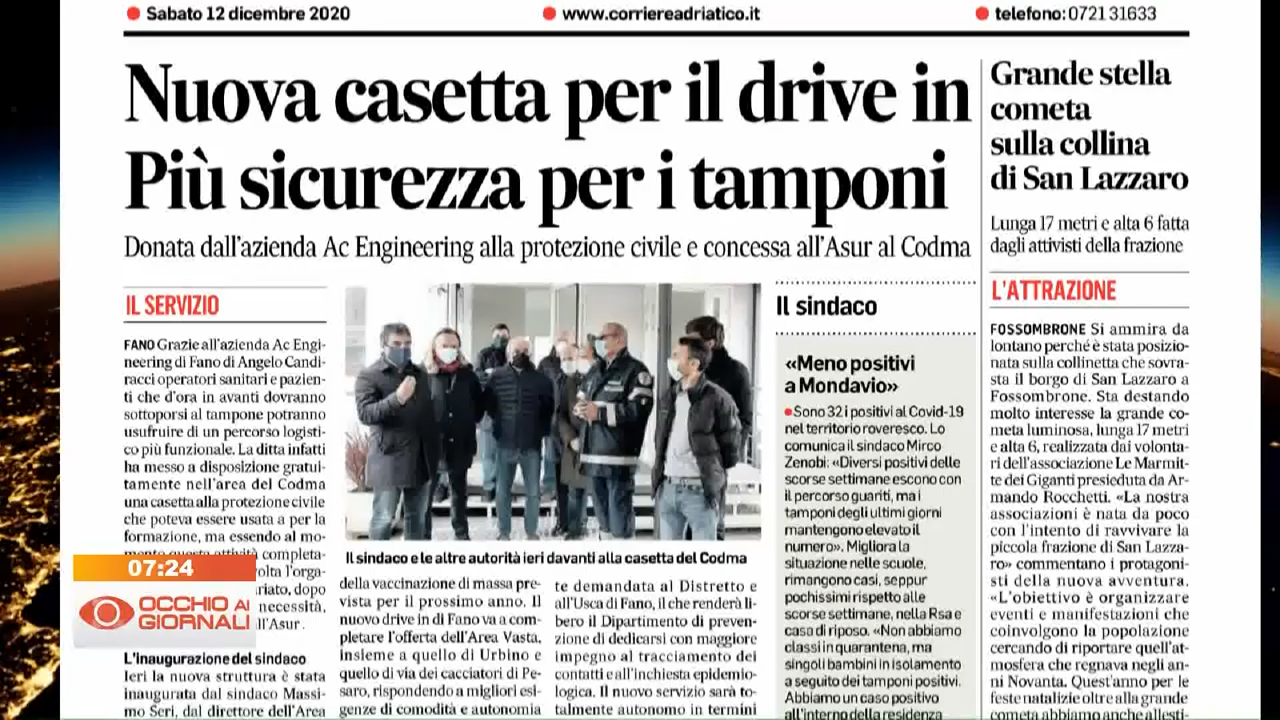 Sabato 12 dicembre 2020
www.corriereadriatico.it
telefono: 0721 31633
Nuova casetta per il drive in
Più sicurezza per i tamponi
Donata dall'azienda Ac Engineering alla protezione civile e concessa all'Asur al Codma
IL SERVIZIO
FANO Grazie all'azienda Ac Engi-
neering di Fano di Angelo Candi-
racci operatori sanitari e pazien-
ti che d'ora in avanti dovranno
sottoporsi al tampone potranno
usufruire di un percorso logisti-
co più funzionale. La ditta infatti
ha messo a disposizione gratui-
tamente nell'area del Codma
una casetta alla protezione civile
che poteva essere usata a per la
formazione, ma essendo al mo-
mento questa attività completa-
volta l'orga-
riato, dopo
necessità,
ll'Asur.
L'inaugurazione del sindaco
Ieri la nuova struttura è stata
inaugurata dal sindaco Massi-
mo Seri, dal direttore dell'Area
07:24
OCCHIO AI
GIORNALI
Il sindaco e le altre autorità ieri davanti alla casetta del Codma
della vaccinazione di massa pre-
vista per il prossimo anno. Il
nuovo drive in di Fano va a com-
pletare l'offerta dell'Area Vasta,
insieme a quello di Urbino e
quello di via dei cacciatori di Pe-
saro, rispondendo a migliori esi-
genze di comodità e autonomia
te demandata al Distretto e
all'Usca di Fano, il che renderà li-
bero il Dipartimento di preven-
zione di dedicarsi con maggiore
impegno al tracciamento dei
contatti e all'inchiesta epidemio-
logica. Il nuovo servizio sarà to-
talmente autonomo in termini
Il sindaco
«Meno positivi
a Mondavio»
Sono 32 i positivi al Covid-19
nel territorio roveresco. Lo
comunica il sindaco Mirco
Zenobi: «Diversi positivi delle
scorse settimane escono con
il percorso guariti, ma i
tamponi degli ultimi giorni
mantengono elevato il
numero». Migliora la
situazione nelle scuole,
rimangono casi, seppur
pochissimi rispetto alle
scorse settimane, nella Rsa e
casa di riposo. «Non abbiamo
classi in quarantena, ma
singoli bambini in isolamento
a seguito dei tamponi positivi.
Abbiamo un caso positivo
all'interno della residenza
Grande stella
cometa
sulla collina
di San Lazzaro
Lunga 17 metri e alta 6 fatta
dagli attivisti della frazione
L'ATTRAZIONE
FOSSOMBRONE Si ammira da
lontano perché è stata posizio-
nata sulla collinetta che sovra-
sta il borgo di San Lazzaro a
Fossombrone. Sta destando
molto interesse la grande co-
meta luminosa, lunga 17 metri
e alta 6, realizzata dai volonta-
ri dell'associazione Le Marmit-
te dei Giganti presieduta da Ar-
mando Rocchetti. «La nostra
associazioni è nata da poco
con l'intento di ravvivare la
piccola frazione di San Lazza-
ro» commentano i protagoni-
sti della nuova avventura.
«L'obiettivo è organizzare
eventi e manifestazioni che
coinvolgono la popolazione
cercando di riportare quell'at-
mosfera che regnava negli an-
ni Novanta. Quest'anno per le
feste natalizie oltre alla grande
cometa abbiamo anche allesti-